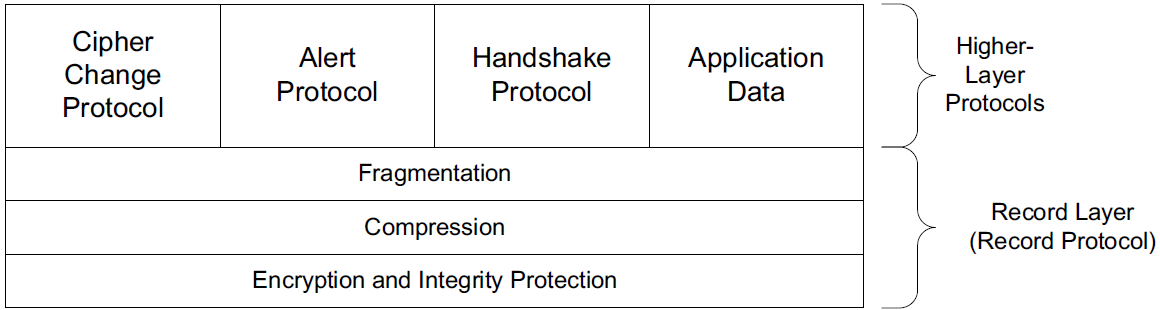 Cipher
Change
Protocol
Alert
Protocol
Handshake
Protocol
Application
Data
Higher-
Layer
Protocols
Fragmentation
Compression
Encryption and Integrity Protection
Record Layer
(Record Protocol)